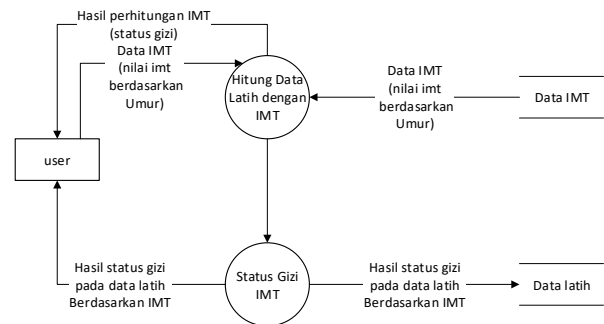 Hasil perhitungan IMT
(status gizi)
Data IMT
(nilai imt
berdasarkan
Umur)
Hitung Data
Latih dengan
IMT
Data IMT
(nilai imt
berdasarkan
Umur)
Data IMT
user
Hasil status gizi
pada data latih
Berdasarkan IMT
Status Gizi
IMT
Hasil status gizi
pada data latih
Berdasarkan IMT
Data latih